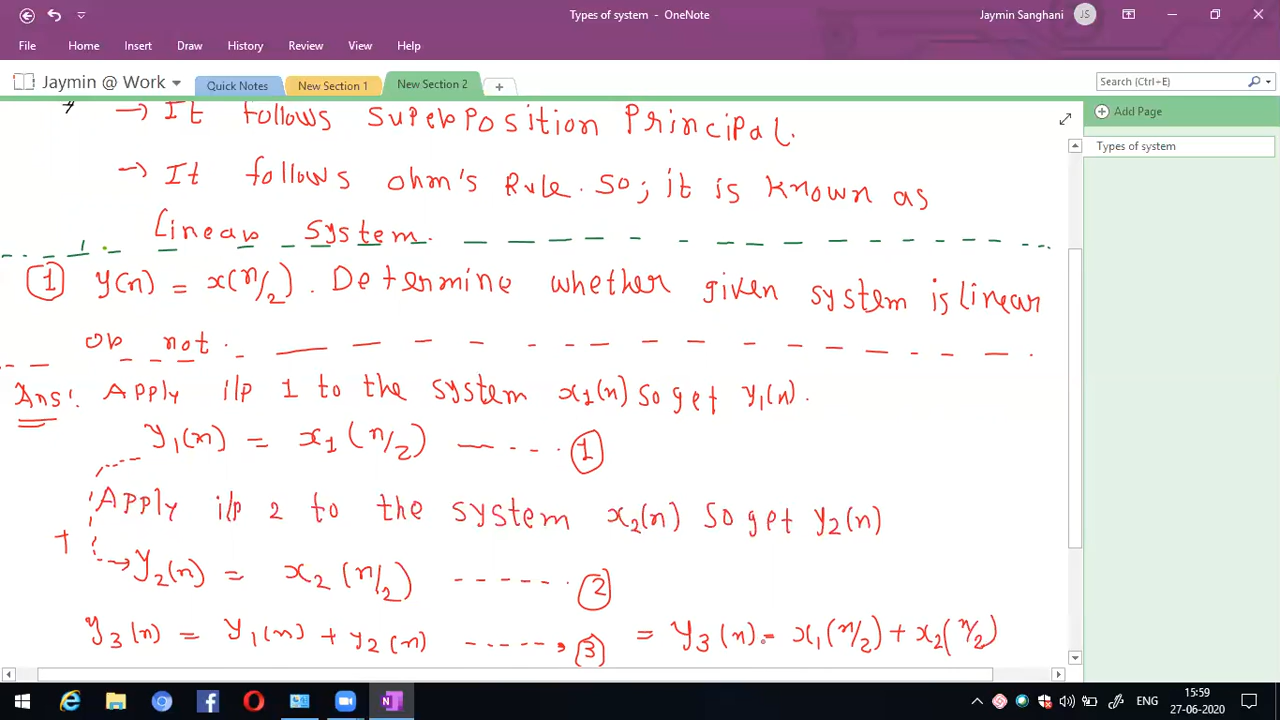 Types of system - OneNote
Jaymin Sanghani JS
File Home Insert Draw History Review View Help
Jaymin @ Work Quick Notes New Section 1 New Section 2 +
Search (Ctrl+E)
Add Page
Types of system
→ It follows Superposition Principal.
→ It follows ohm's Rule. So; it is known as
Linear System.
① y(n) = x(n/2). Determine whether given system is linear
or not.
Ans: Apply i/p 1 to the system x1(n) So get y1(n).
y1(n) = x1(n/2) ---- ①
Apply i/p 2 to the system x2(n) So get y2(n)
+
→ y2(n) = x2(n/2) ------ ②
y3(n) = y1(n) + y2(n) ------ ③ = y3(n) = x1(n/2) + x2(n/2)
ENG
15:59
27-06-2020